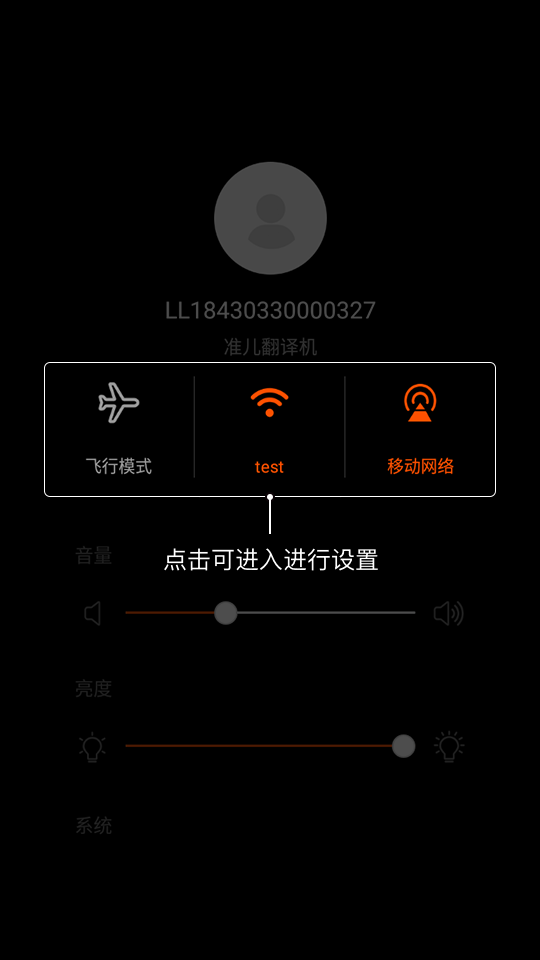 LL18430330000327
准儿翻译机
飞行模式
test
移动网络
点击可进入进行设置
音量
亮度
系统